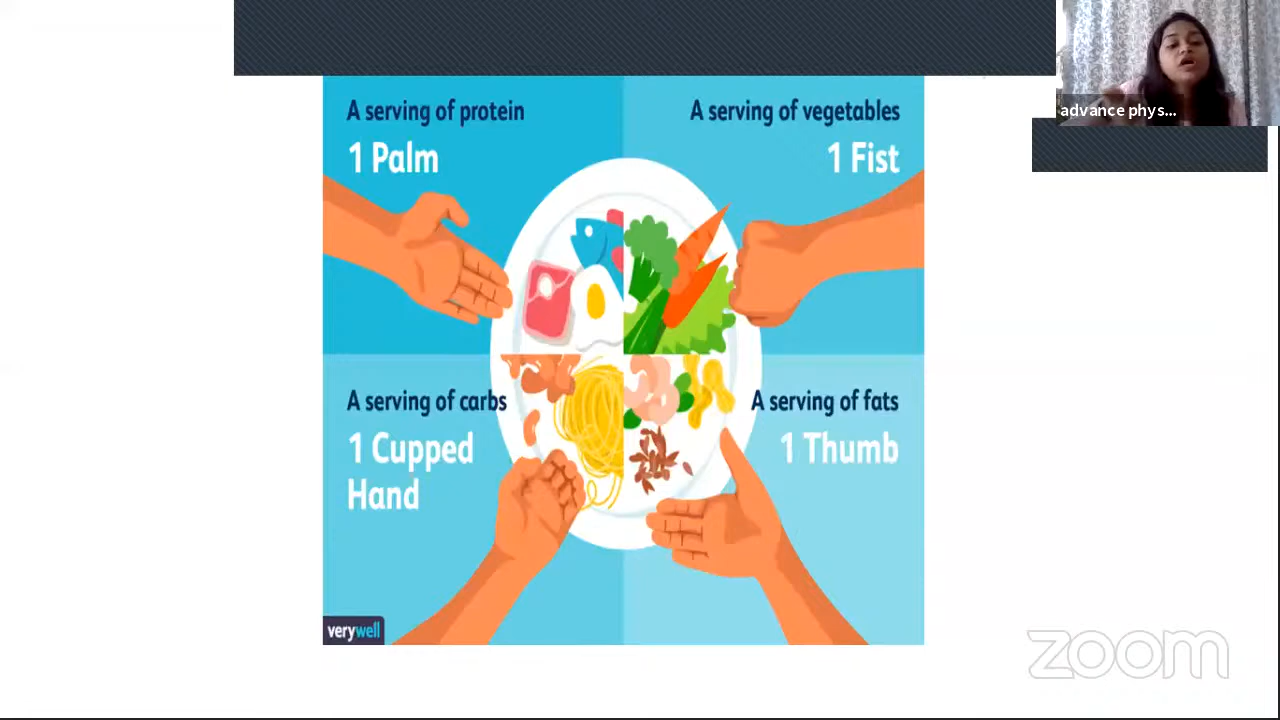 advance phys...
A serving of protein
1 Palm
A serving of vegetables
1 Fist
A serving of carbs
1 Cupped
Hand
A serving of fats
1 Thumb
verywell
zoom